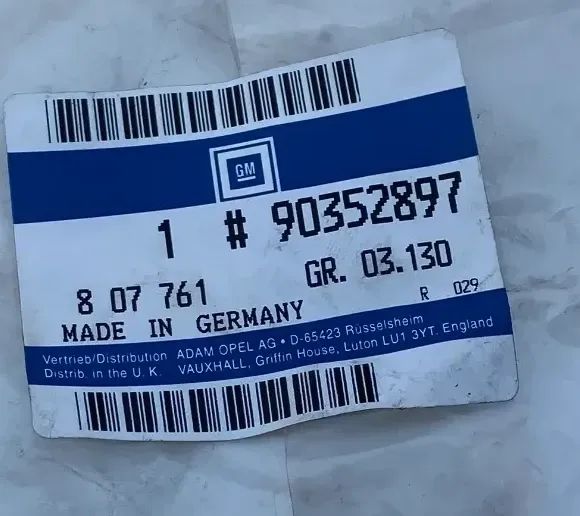 GM
1 # 90352897
GR. 03.130
8 07 761
R 029
MADE IN GERMANY
Vertrieb/Distribution ADAM OPEL AG • D-65423 Rüsselsheim
Distrib. in the U. K. VAUXHALL, Griffin House, Luton LU1 3YT. England